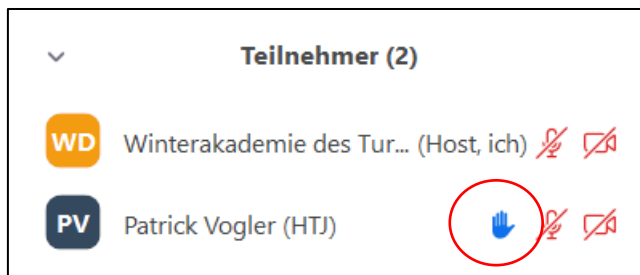 Teilnehmer (2)
WD Winterakademie des Tur... (Host, ich)
PV Patrick Vogler (HTJ)